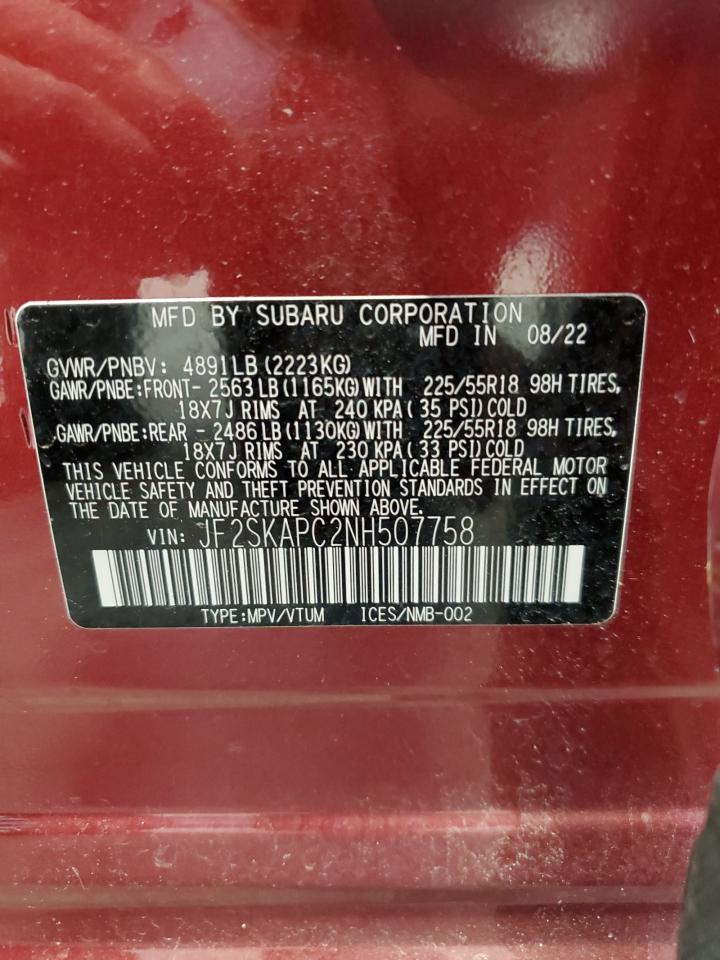 MFD BY SUBARU CORPORATION
MFD IN 08/22
GVWR/PNBV: 4891LB (2223KG)
GAWR/PNBE:FRONT- 2563 LB (1165KG) WITH 225/55R18 98H TIRES,
18X7J RIMS AT 240 KPA ( 35 PSI) COLD
GAWR/PNBE:REAR - 2486 LB (1130KG) WITH 225/55R18 98H TIRES,
18X7J RIMS AT 230 KPA ( 33 PSI) COLD
THIS VEHICLE CONFORMS TO ALL APPLICABLE FEDERAL MOTOR
VEHICLE SAFETY AND THEFT PREVENTION STANDARDS IN EFFECT ON
THE DATE OF MANUFACTURE SHOWN ABOVE.
VIN: JF2SKAPC2NH507758
TYPE:MPV/VTUM ICES/NMB-002